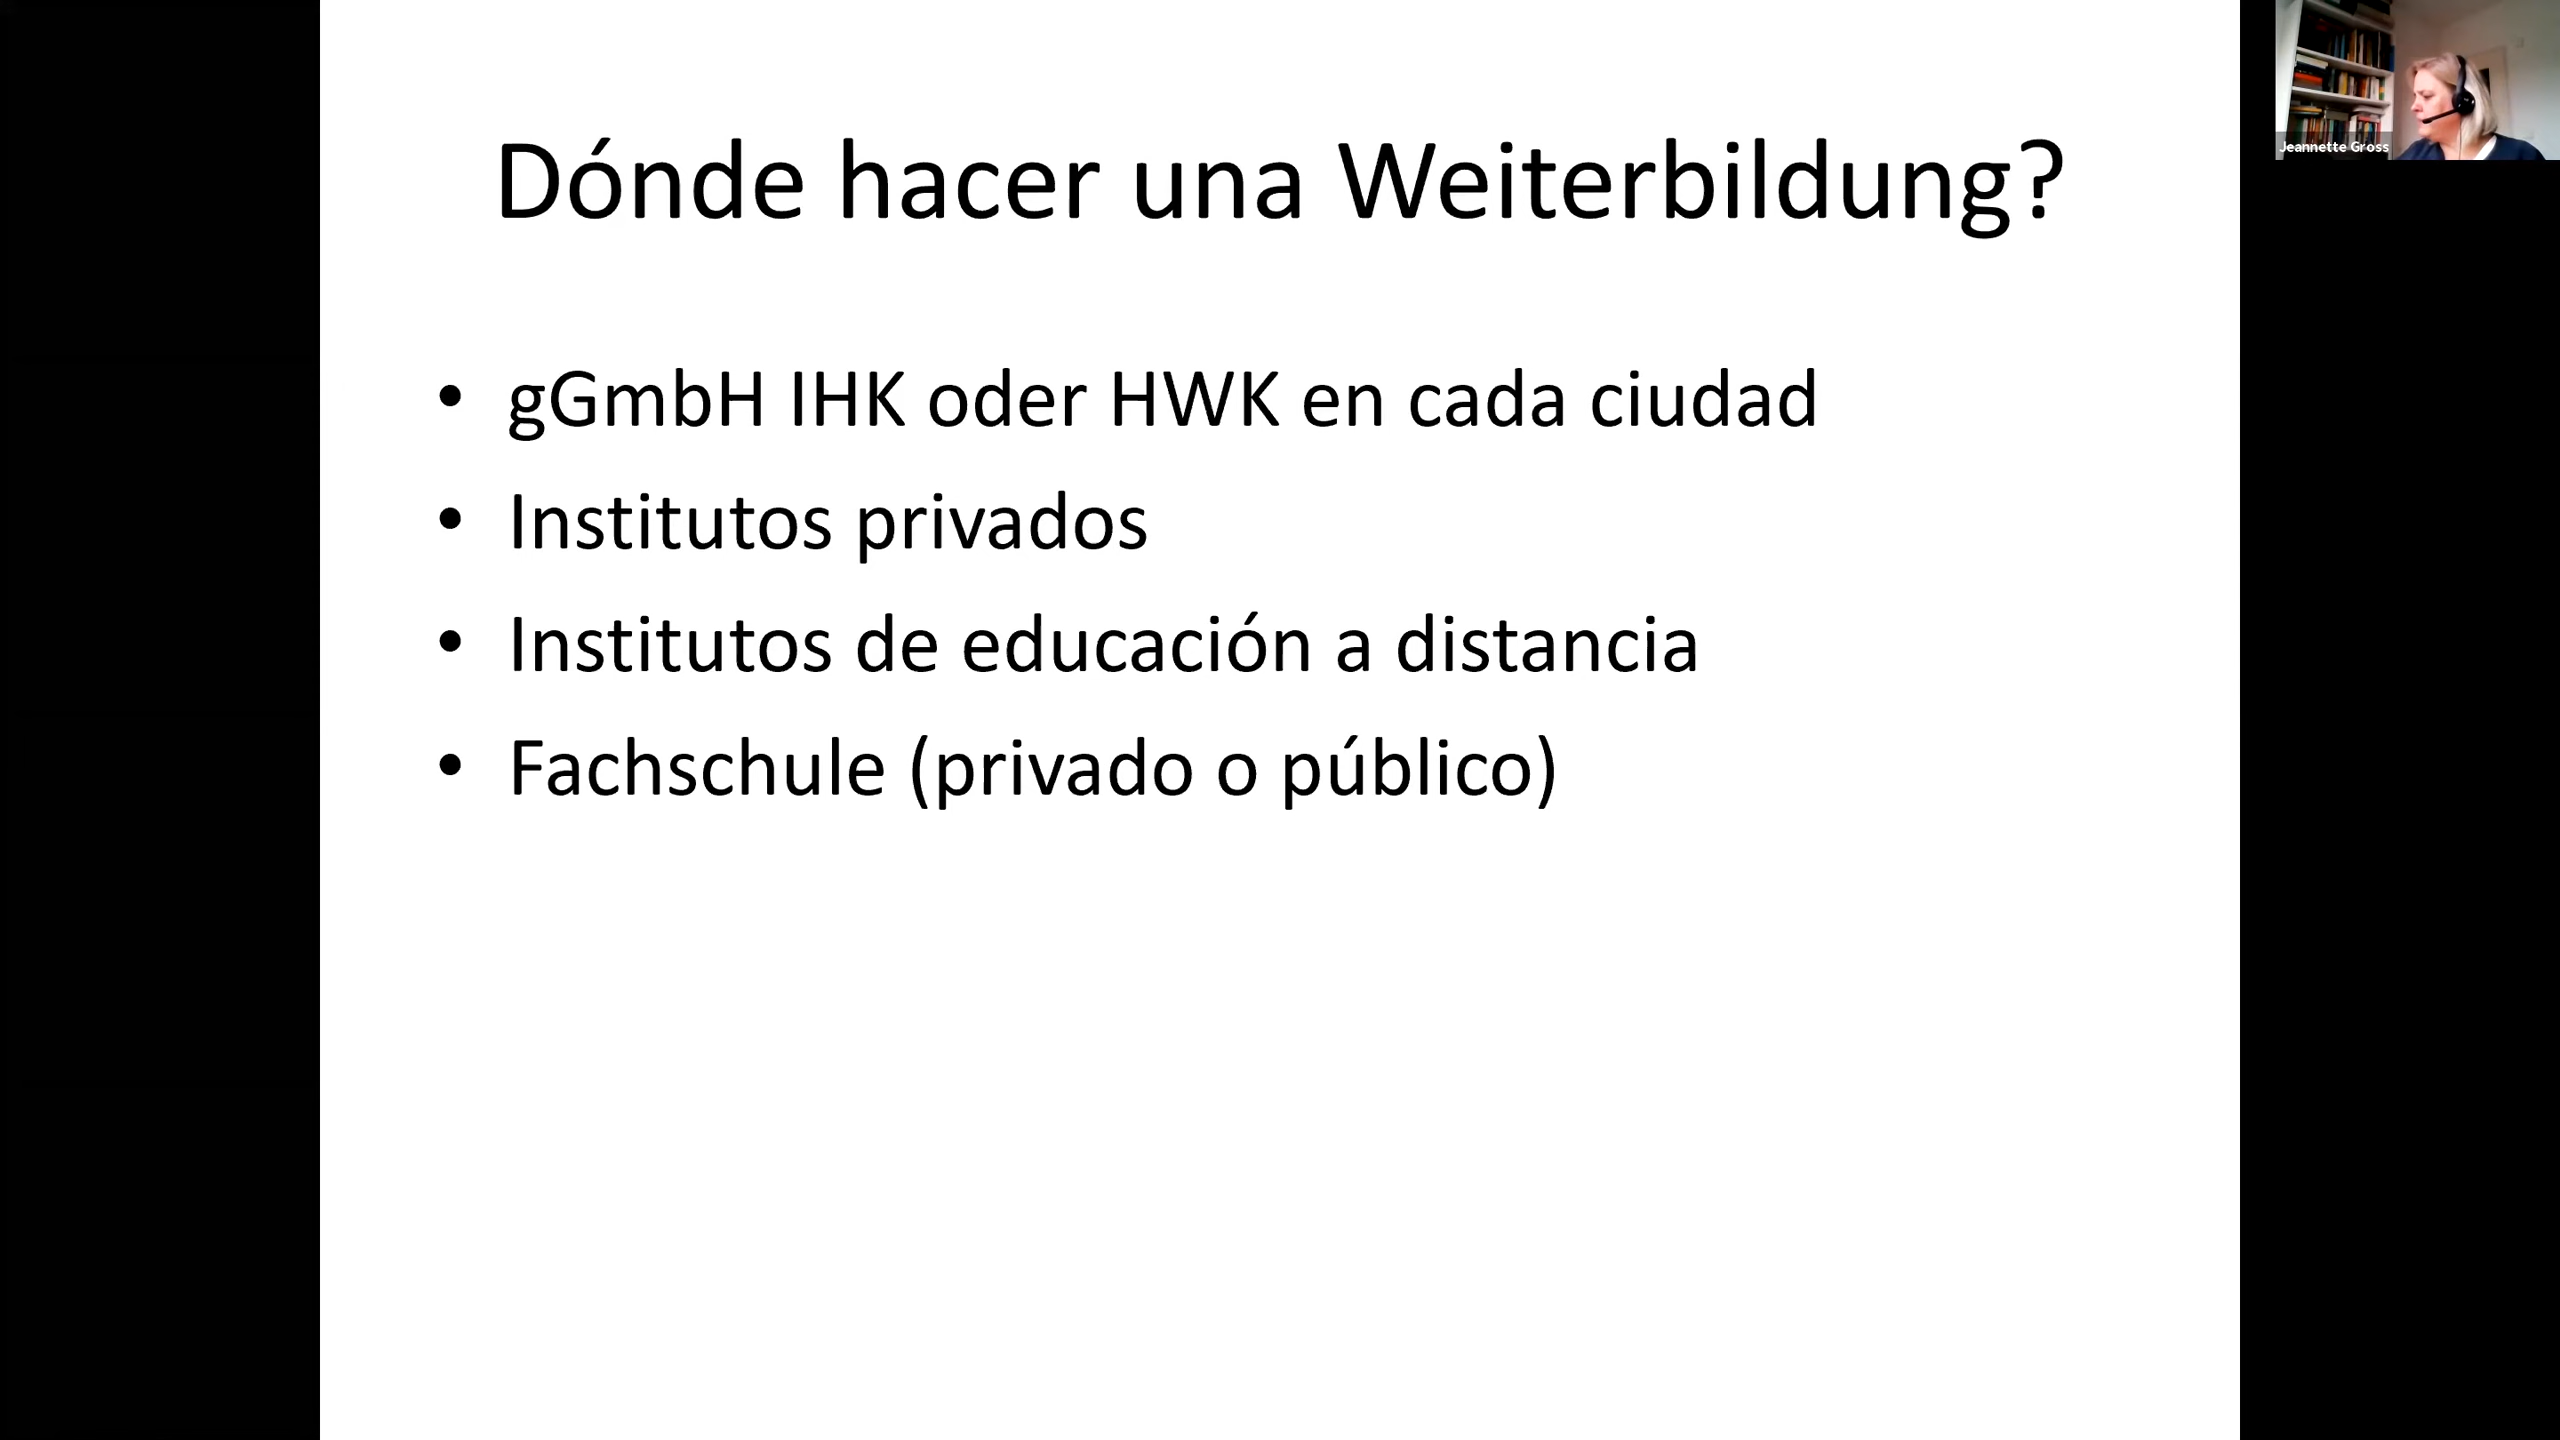 Dónde hacer una Weiterbildung?
• gGmbH IHK oder HWK en cada ciudad
• Institutos privados
• Institutos de educación a distancia
• Fachschule (privado o público)
Jeannette Gross